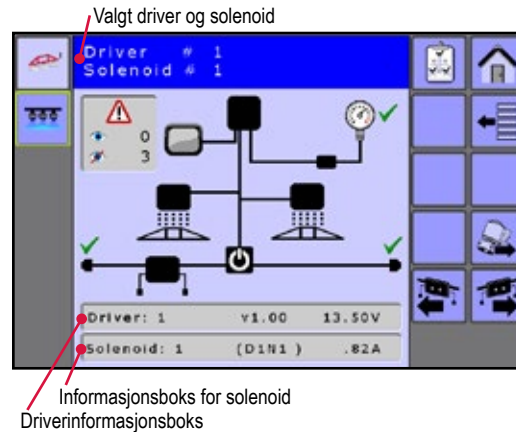 Valgt driver og solenoid
Driver # 1
Solenoid # 1
0
3
Driver: 1 v1.00 13.50V
Solenoid: 1 (D1N1 ) .82A
Informasjonsboks for solenoid
Driverinformasjonsboks